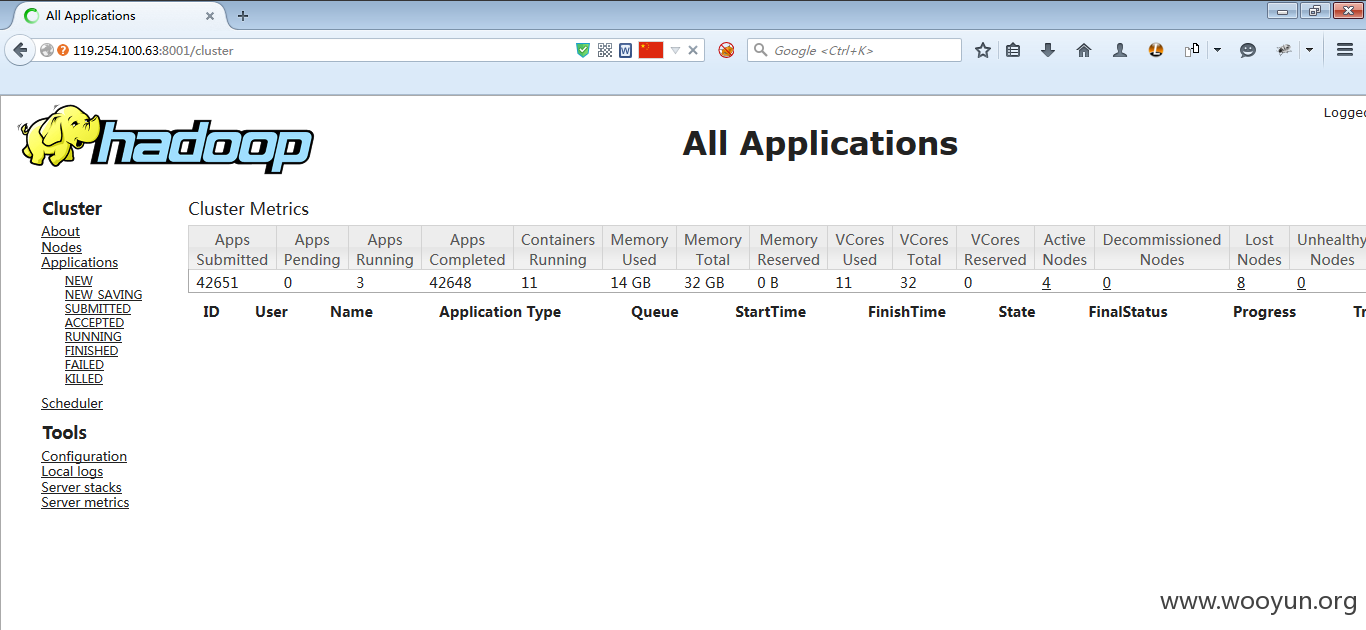 All Applications
119.254.100.63:8001/cluster
Google <Ctrl+K>
Logged
hadoop
All Applications
Cluster
About
Nodes
Applications
NEW
NEW_SAVING
SUBMITTED
ACCEPTED
RUNNING
FINISHED
FAILED
KILLED
Scheduler
Tools
Configuration
Local logs
Server stacks
Server metrics
Cluster Metrics
Apps Submitted Apps Pending Apps Running Apps Completed Containers Running Memory Used Memory Total Memory Reserved VCores Used VCores Total VCores Reserved Active Nodes Decommissioned Nodes Lost Nodes Unhealthy Nodes
42651 0 3 42648 11 14 GB 32 GB 0 B 11 32 0 4 0 8 0
ID User Name Application Type Queue StartTime FinishTime State FinalStatus Progress Tr
www.wooyun.org